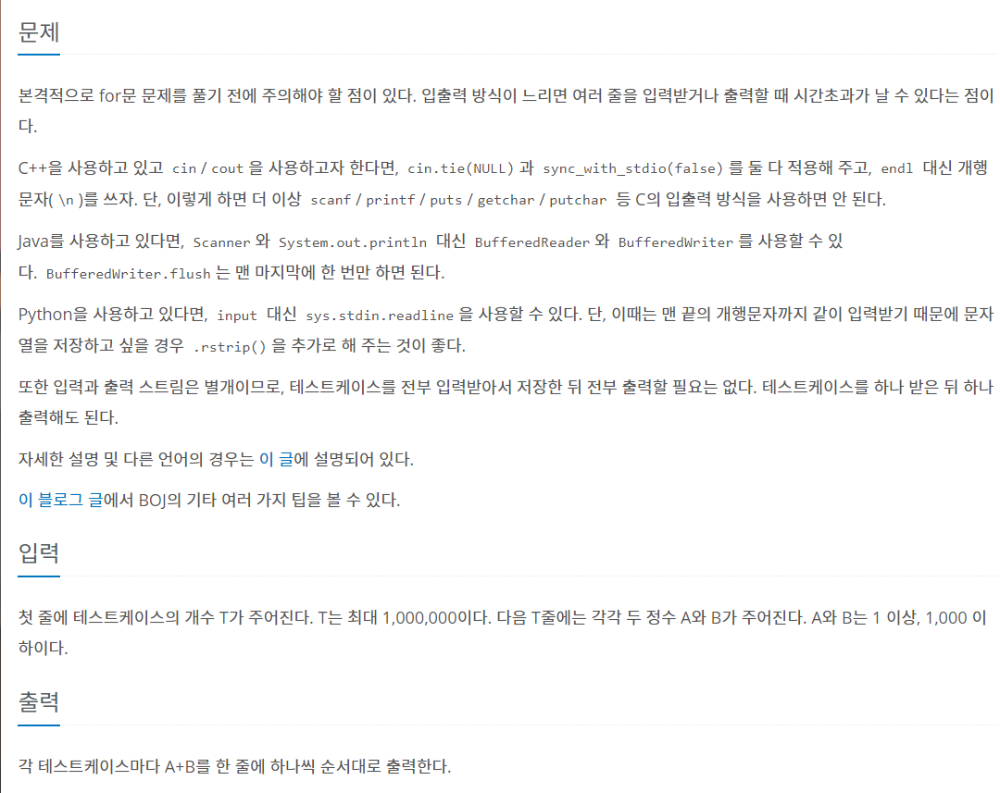 문제
본격적으로 for문 문제를 풀기 전에 주의해야 할 점이 있다. 입출력 방식이 느리면 여러 줄을 입력받거나 출력할 때 시간초과가 날 수 있다는 점이
다.
C++을 사용하고 있고 cin / cout 을 사용하고자 한다면, cin.tie(NULL) 과 sync_with_stdio(false) 를 둘 다 적용해 주고, endl 대신 개행
문자( \n )를 쓰자. 단, 이렇게 하면 더 이상 scanf / printf / puts / getchar / putchar 등 C의 입출력 방식을 사용하면 안 된다.
Java를 사용하고 있다면, Scanner 와 System.out.println 대신 BufferedReader 와 BufferedWriter 를 사용할 수 있
다. BufferedWriter.flush 는 맨 마지막에 한 번만 하면 된다.
Python을 사용하고 있다면, input 대신 sys.stdin.readline 을 사용할 수 있다. 단, 이때는 맨 끝의 개행문자까지 같이 입력받기 때문에 문자
열을 저장하고 싶을 경우 .rstrip() 을 추가로 해 주는 것이 좋다.
또한 입력과 출력 스트림은 별개이므로, 테스트케이스를 전부 입력받아서 저장한 뒤 전부 출력할 필요는 없다. 테스트케이스를 하나 받은 뒤 하나
출력해도 된다.
자세한 설명 및 다른 언어의 경우는 이 글에 설명되어 있다.
이 블로그 글에서 BOJ의 기타 여러 가지 팁을 볼 수 있다.
입력
첫 줄에 테스트케이스의 개수 T가 주어진다. T는 최대 1,000,000이다. 다음 T줄에는 각각 두 정수 A와 B가 주어진다. A와 B는 1 이상, 1,000 이
하이다.
출력
각 테스트케이스마다 A+B를 한 줄에 하나씩 순서대로 출력한다.